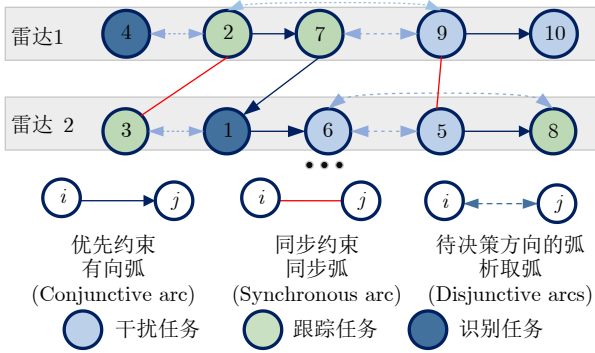 雷达1
4
2
7
9
10
雷达 2
3
1
6
5
8
i
j
i
j
i
j
优先约束
有向弧
(Conjunctive arc)
同步约束
同步弧
(Synchronous arc)
待决策方向的弧
析取弧
(Disjunctive arcs)
干扰任务
跟踪任务
识别任务